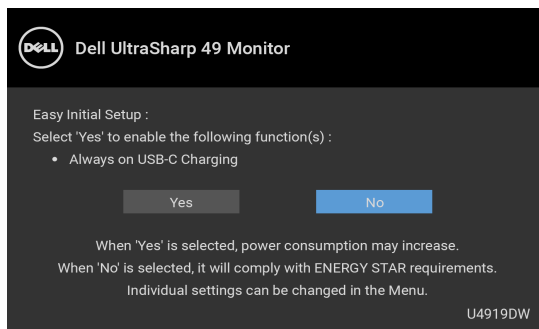 DELL
Dell UltraSharp 49 Monitor
Easy Initial Setup :
Select 'Yes' to enable the following function(s) :
• Always on USB-C Charging
Yes
No
When 'Yes' is selected, power consumption may increase.
When 'No' is selected, it will comply with ENERGY STAR requirements.
Individual settings can be changed in the Menu.
U4919DW